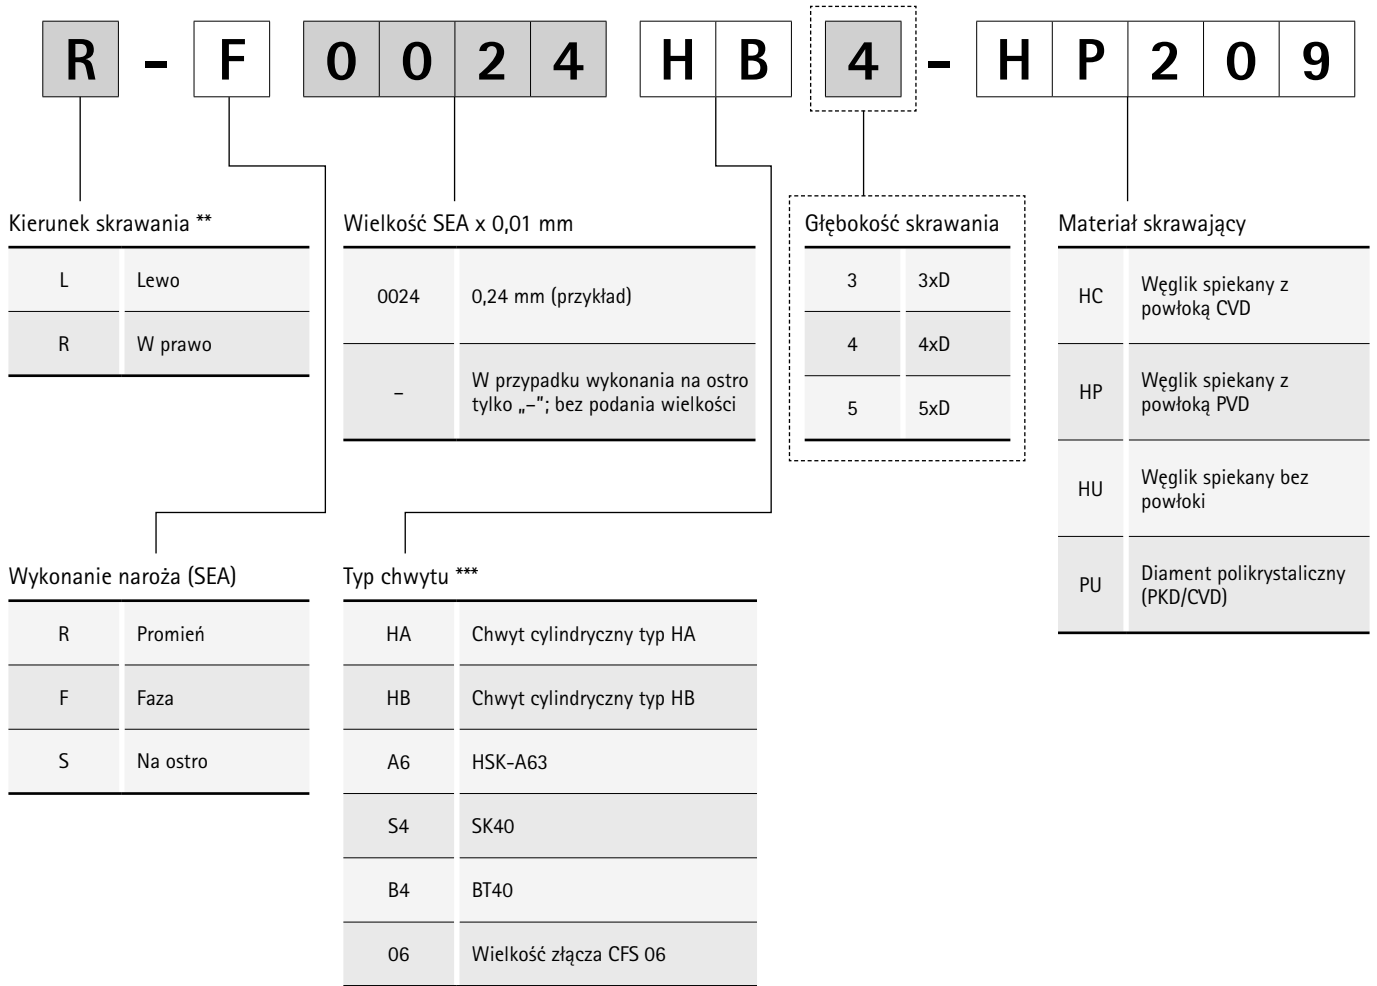 R - F 0 0 2 4 H B 4 - H P 2 0 9
Kierunek skrawania **
L Lewo
R W prawo
Wielkość SEA x 0,01 mm
0024 0,24 mm (przykład)
– W przypadku wykonania na ostro
tylko „–”; bez podania wielkości
Głębokość skrawania
3 3xD
4 4xD
5 5xD
Materiał skrawający
HC Węglik spiekany z
powłoką CVD
HP Węglik spiekany z
powłoką PVD
HU Węglik spiekany bez
powłoki
PU Diament polikrystaliczny
(PKD/CVD)
Wykonanie naroża (SEA)
R Promień
F Faza
S Na ostro
Typ chwytu ***
HA Chwyt cylindryczny typ HA
HB Chwyt cylindryczny typ HB
A6 HSK-A63
S4 SK40
B4 BT40
06 Wielkość złącza CFS 06